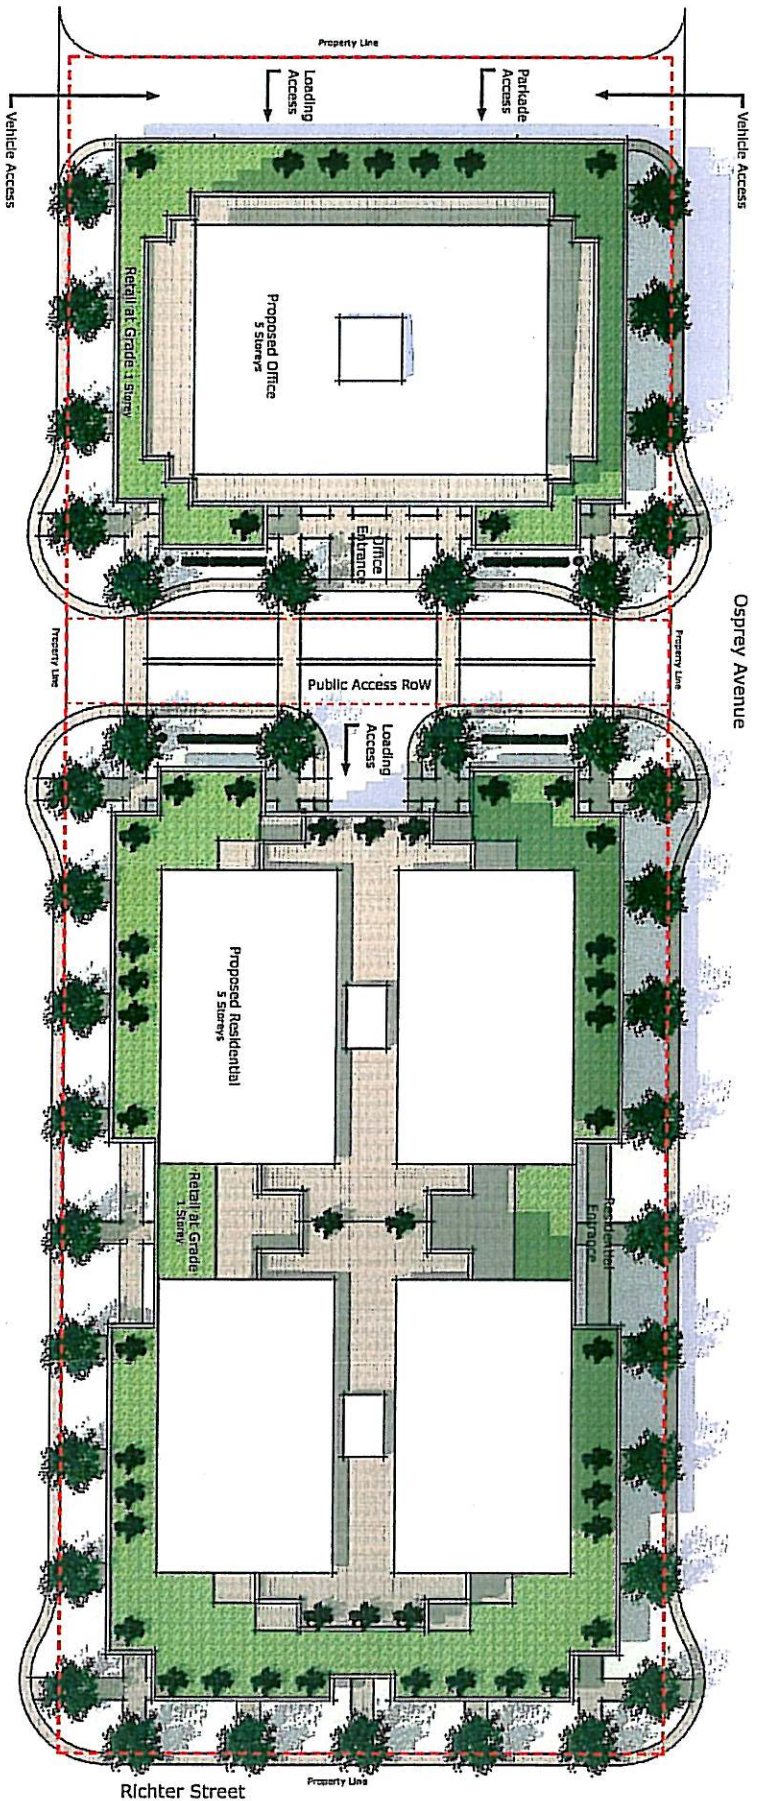 Property Line
Vehicle Access
Loading
Access
Parkade
Access
Vehicle Access
Retail at Grade 1 Storey
Proposed Office
5 Storeys
Office
Entrance
Osprey Avenue
Property Line
Property Line
Public Access RoW
Loading
Access
Proposed Residential
5 Storeys
Retail at Grade
1 Storey
Residential
Entrance
Property Line
Richter Street